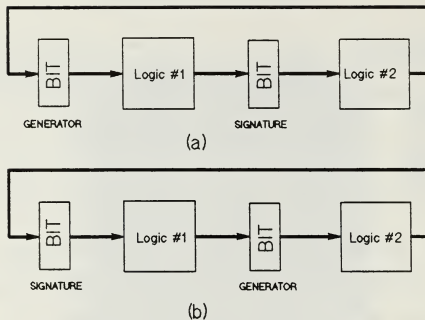 BIT
Logic #1
BIT
Logic #2
GENERATOR
SIGNATURE
(a)
BIT
Logic #1
BIT
Logic #2
SIGNATURE
GENERATOR
(b)